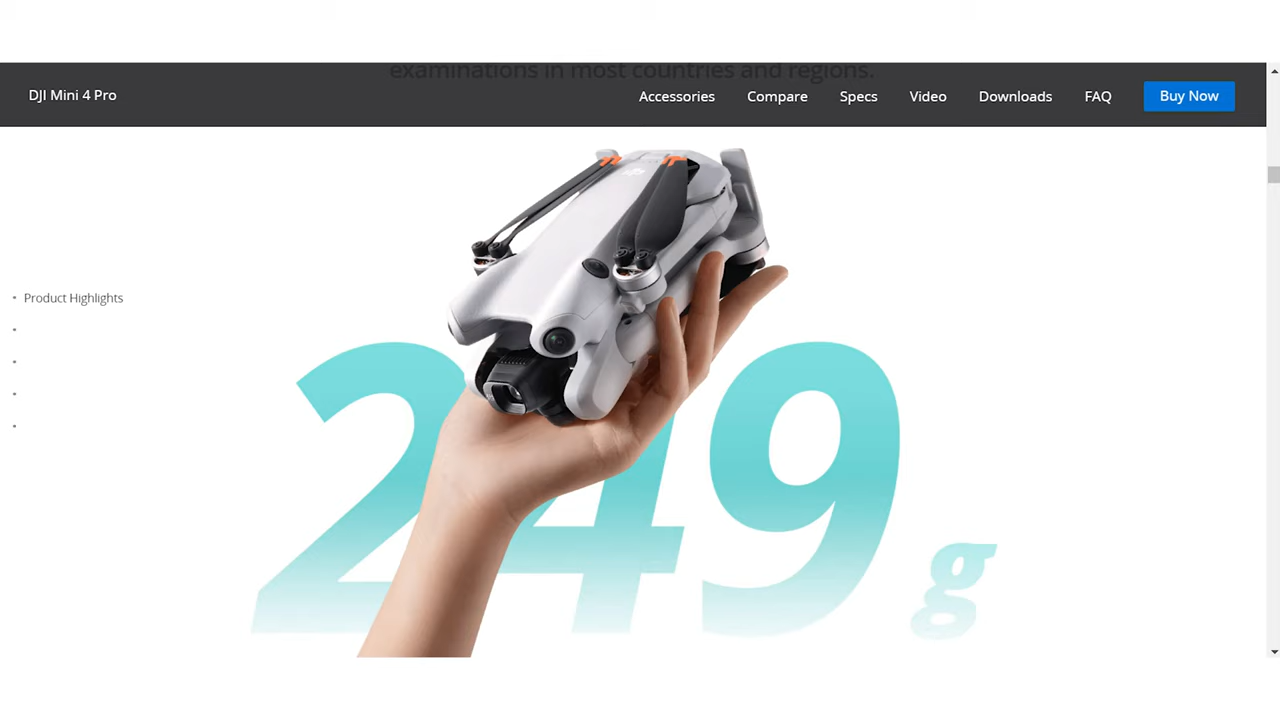 examinations in most countries and regions.
DJI Mini 4 Pro
Accessories
Compare
Specs
Video
Downloads
FAQ
Buy Now
Product Highlights
249 g